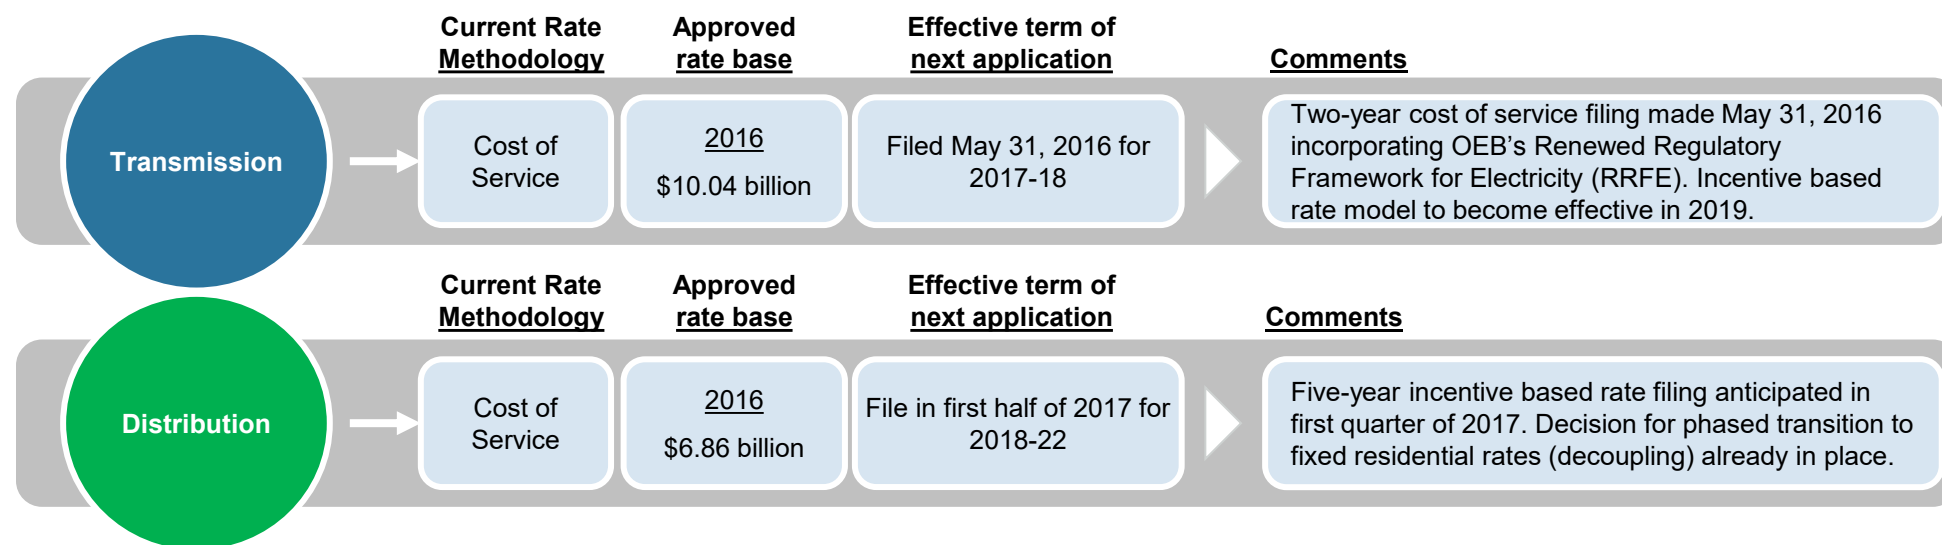 Current Rate
Methodology
Approved
rate base
Effective term of
next application
Comments
Transmission
Cost of
Service
2016
$10.04 billion
Filed May 31, 2016 for
2017-18
Two-year cost of service filing made May 31, 2016
incorporating OEB’s Renewed Regulatory
Framework for Electricity (RRFE). Incentive based
rate model to become effective in 2019.
Current Rate
Methodology
Approved
rate base
Effective term of
next application
Comments
Distribution
Cost of
Service
2016
$6.86 billion
File in first half of 2017 for
2018-22
Five-year incentive based rate filing anticipated in
first quarter of 2017. Decision for phased transition to
fixed residential rates (decoupling) already in place.